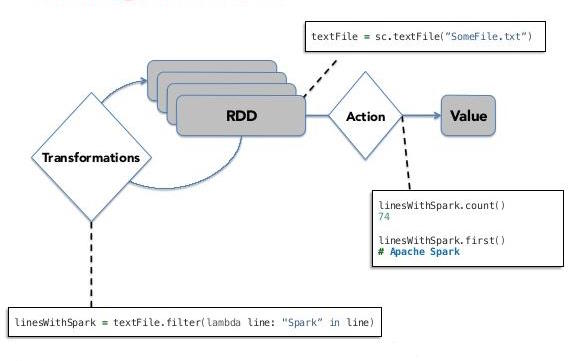 textFile = sc.textFile(”SomeFile.txt”)
RDD
Action
Value
Transformations
linesWithSpark.count()
74
linesWithSpark.first()
# Apache Spark
linesWithSpark = textFile.filter(lambda line: "Spark” in line)